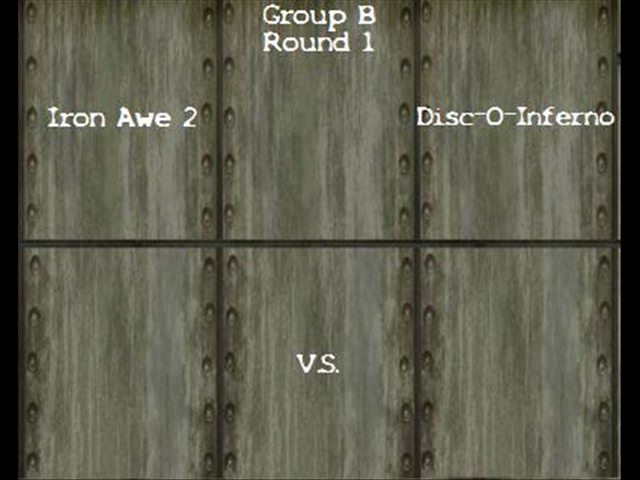 Group B
Round 1
Iron Awe 2
Disc-O-Inferno
V.S.